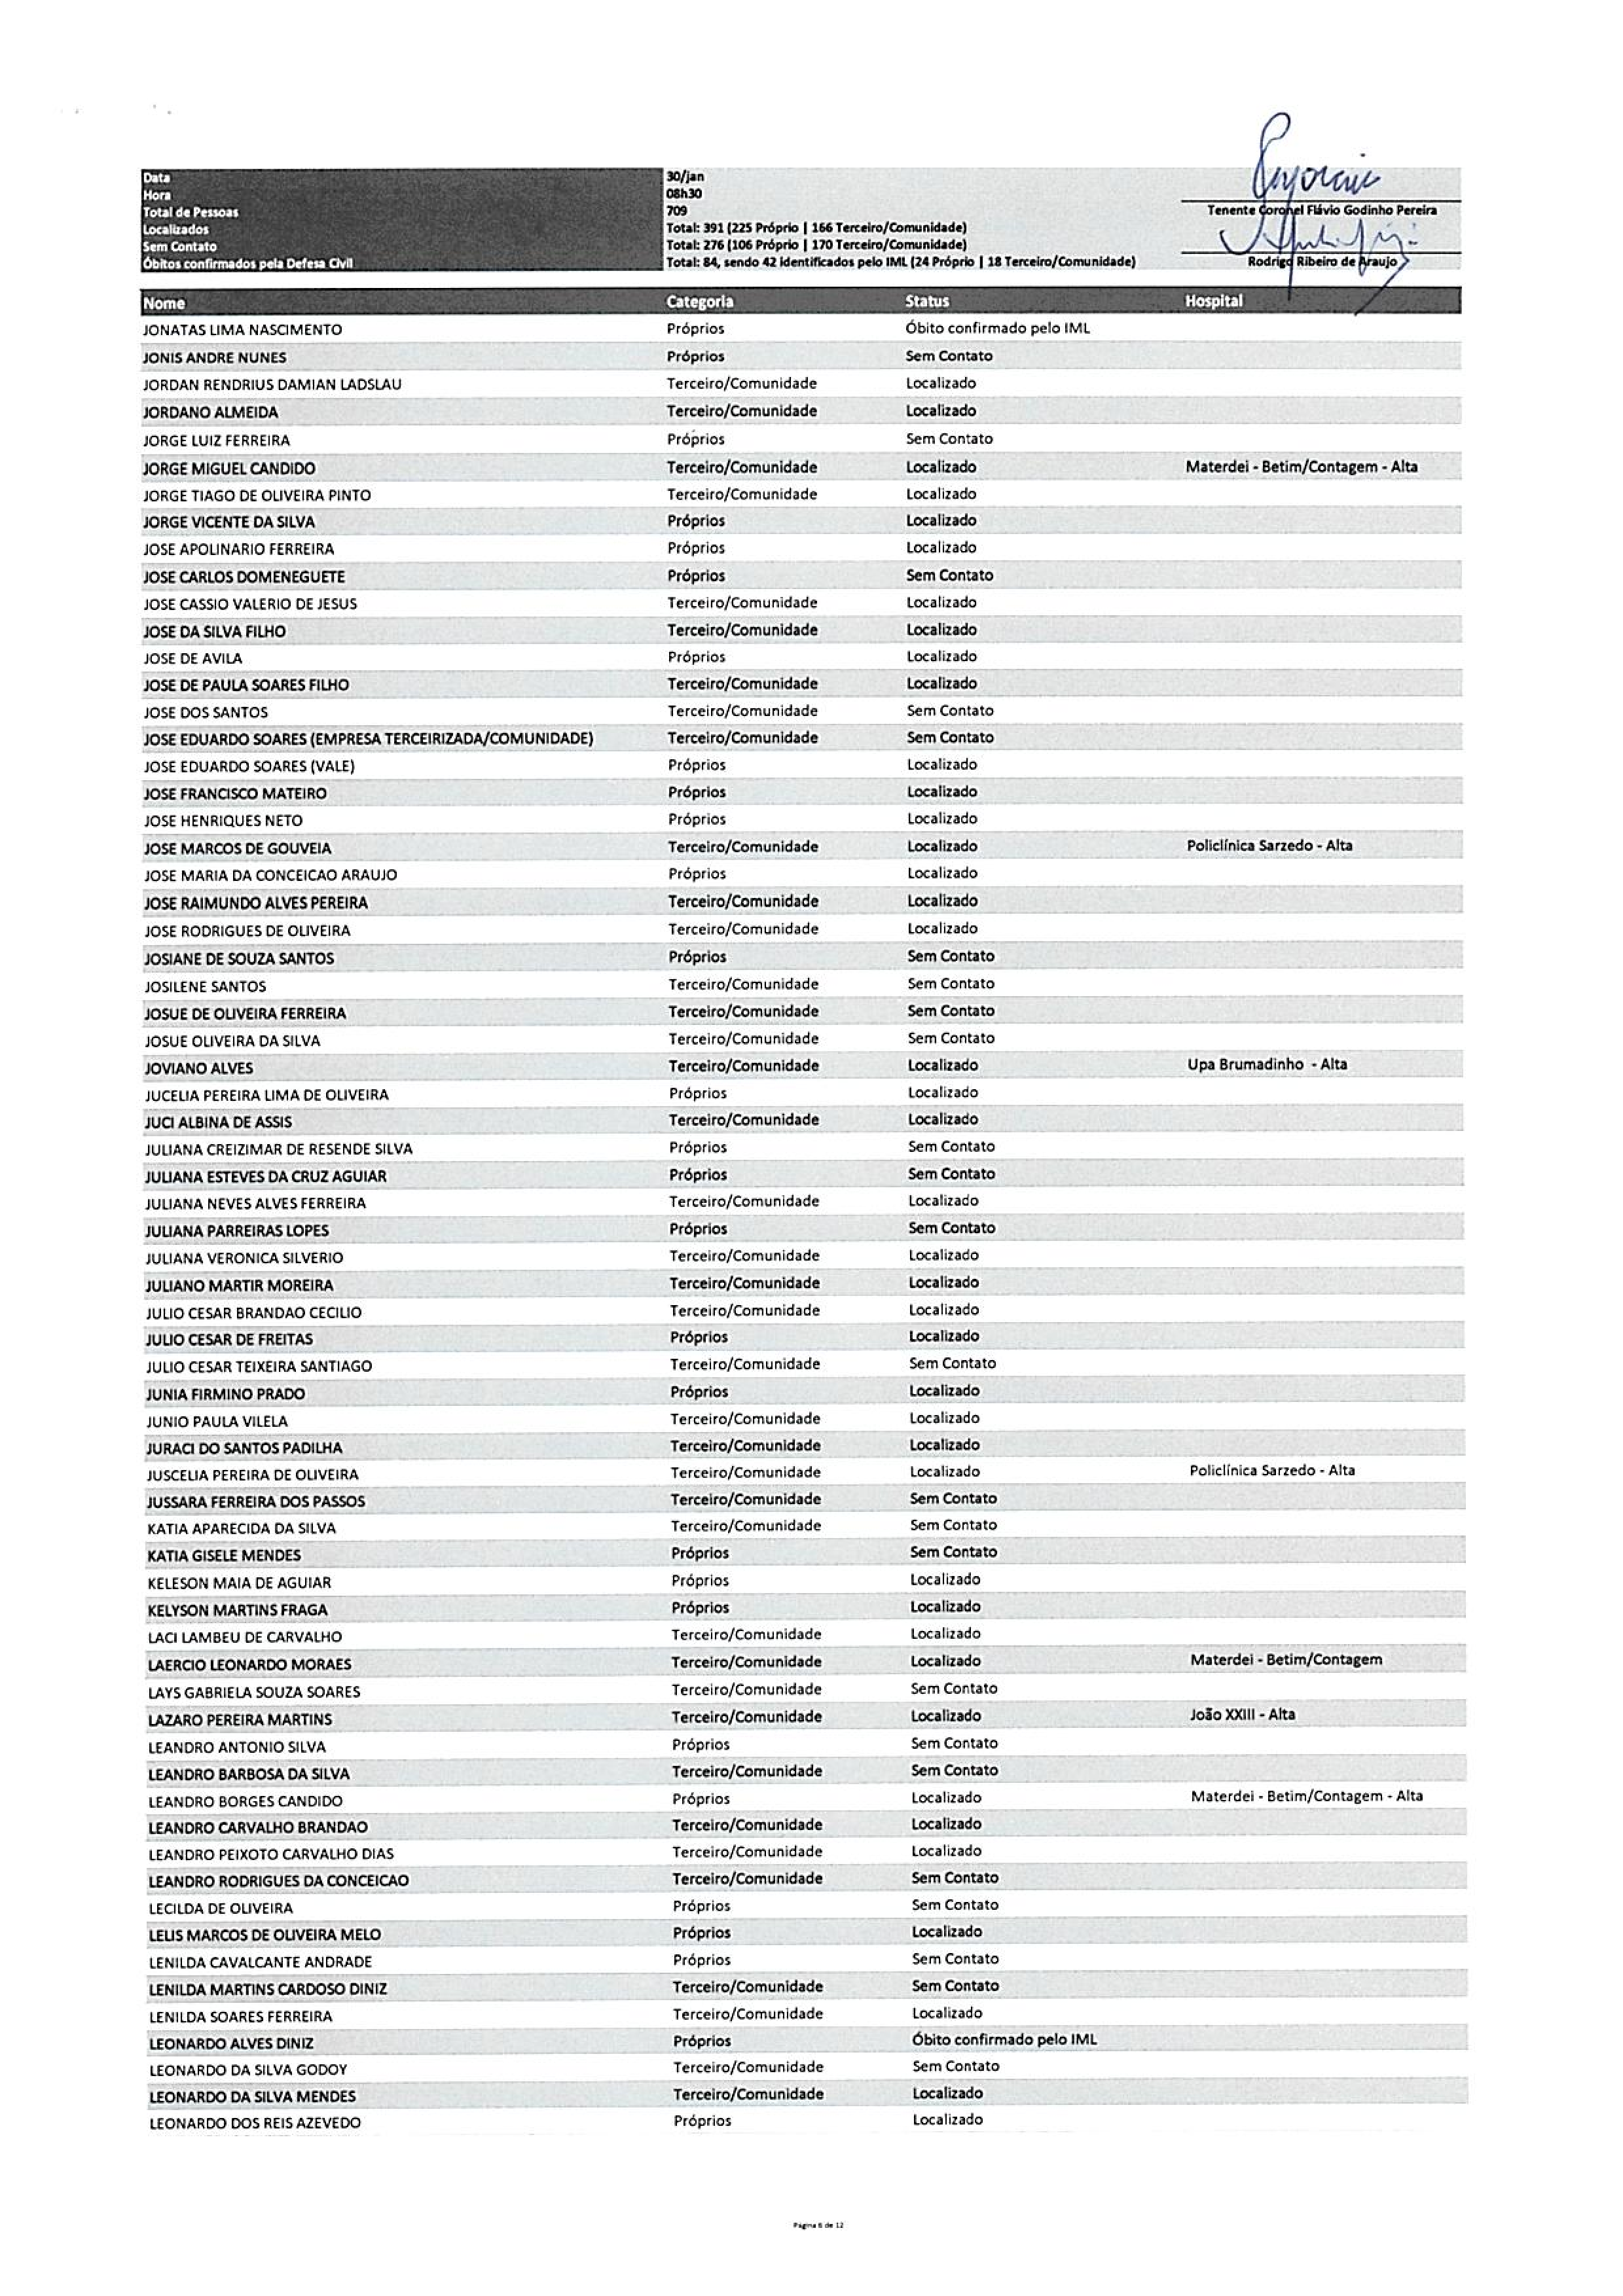 Data 30/jan
Hora 08h30
Total de Pessoas 709
Tenente Coronel Flávio Godinho Pereira
Localizados Total: 391 (225 Próprio | 166 Terceiro/Comunidade)
Sem Contato Total: 276 (106 Próprio | 170 Terceiro/Comunidade)
Óbitos confirmados pela Defesa Civil Total: 84, sendo 42 identificados pelo IML (24 Próprio | 18 Terceiro/Comunidade)
Rodrigo Ribeiro de Araujo
Nome Categoria Status Hospital
JONATAS LIMA NASCIMENTO Próprios Óbito confirmado pelo IML
JONIS ANDRE NUNES Próprios Sem Contato
JORDAN RENDRIUS DAMIAN LADSLAU Terceiro/Comunidade Localizado
JORDANO ALMEIDA Terceiro/Comunidade Localizado
JORGE LUIZ FERREIRA Próprios Sem Contato
JORGE MIGUEL CANDIDO Terceiro/Comunidade Localizado Materdei - Betim/Contagem - Alta
JORGE TIAGO DE OLIVEIRA PINTO Terceiro/Comunidade Localizado
JORGE VICENTE DA SILVA Próprios Localizado
JOSE APOLINARIO FERREIRA Próprios Localizado
JOSE CARLOS DOMENEGUETE Próprios Sem Contato
JOSE CASSIO VALERIO DE JESUS Terceiro/Comunidade Localizado
JOSE DA SILVA FILHO Terceiro/Comunidade Localizado
JOSE DE AVILA Próprios Localizado
JOSE DE PAULA SOARES FILHO Terceiro/Comunidade Localizado
JOSE DOS SANTOS Terceiro/Comunidade Sem Contato
JOSE EDUARDO SOARES (EMPRESA TERCEIRIZADA/COMUNIDADE) Terceiro/Comunidade Sem Contato
JOSE EDUARDO SOARES (VALE) Próprios Localizado
JOSE FRANCISCO MATEIRO Próprios Localizado
JOSE HENRIQUES NETO Próprios Localizado
JOSE MARCOS DE GOUVEIA Terceiro/Comunidade Localizado Policlínica Sarzedo - Alta
JOSE MARIA DA CONCEICAO ARAUJO Próprios Localizado
JOSE RAIMUNDO ALVES PEREIRA Terceiro/Comunidade Localizado
JOSE RODRIGUES DE OLIVEIRA Terceiro/Comunidade Localizado
JOSIANE DE SOUZA SANTOS Próprios Sem Contato
JOSILENE SANTOS Terceiro/Comunidade Sem Contato
JOSUE DE OLIVEIRA FERREIRA Terceiro/Comunidade Sem Contato
JOSUE OLIVEIRA DA SILVA Terceiro/Comunidade Sem Contato
JOVIANO ALVES Terceiro/Comunidade Localizado Upa Brumadinho - Alta
JUCELIA PEREIRA LIMA DE OLIVEIRA Próprios Localizado
JUCI ALBINA DE ASSIS Terceiro/Comunidade Localizado
JULIANA CREIZIMAR DE RESENDE SILVA Próprios Sem Contato
JULIANA ESTEVES DA CRUZ AGUIAR Próprios Sem Contato
JULIANA NEVES ALVES FERREIRA Terceiro/Comunidade Localizado
JULIANA PARREIRAS LOPES Próprios Sem Contato
JULIANA VERONICA SILVERIO Terceiro/Comunidade Localizado
JULIANO MARTIR MOREIRA Terceiro/Comunidade Localizado
JULIO CESAR BRANDAO CECILIO Terceiro/Comunidade Localizado
JULIO CESAR DE FREITAS Próprios Localizado
JULIO CESAR TEIXEIRA SANTIAGO Terceiro/Comunidade Sem Contato
JUNIA FIRMINO PRADO Próprios Localizado
JUNIO PAULA VILELA Terceiro/Comunidade Localizado
JURACI DO SANTOS PADILHA Terceiro/Comunidade Localizado
JUSCELIA PEREIRA DE OLIVEIRA Terceiro/Comunidade Localizado Policlínica Sarzedo - Alta
JUSSARA FERREIRA DOS PASSOS Terceiro/Comunidade Sem Contato
KATIA APARECIDA DA SILVA Terceiro/Comunidade Sem Contato
KATIA GISELE MENDES Próprios Sem Contato
KELESON MAIA DE AGUIAR Próprios Localizado
KELYSON MARTINS FRAGA Próprios Localizado
LACI LAMBEU DE CARVALHO Terceiro/Comunidade Localizado
LAERCIO LEONARDO MORAES Terceiro/Comunidade Localizado Materdei - Betim/Contagem
LAYS GABRIELA SOUZA SOARES Terceiro/Comunidade Sem Contato
LAZARO PEREIRA MARTINS Terceiro/Comunidade Localizado João XXIII - Alta
LEANDRO ANTONIO SILVA Próprios Sem Contato
LEANDRO BARBOSA DA SILVA Terceiro/Comunidade Sem Contato
LEANDRO BORGES CANDIDO Próprios Localizado Materdei - Betim/Contagem - Alta
LEANDRO CARVALHO BRANDAO Terceiro/Comunidade Localizado
LEANDRO PEIXOTO CARVALHO DIAS Terceiro/Comunidade Localizado
LEANDRO RODRIGUES DA CONCEICAO Terceiro/Comunidade Sem Contato
LECILDA DE OLIVEIRA Próprios Sem Contato
LELIS MARCOS DE OLIVEIRA MELO Próprios Localizado
LENILDA CAVALCANTE ANDRADE Próprios Sem Contato
LENILDA MARTINS CARDOSO DINIZ Terceiro/Comunidade Sem Contato
LENILDA SOARES FERREIRA Terceiro/Comunidade Localizado
LEONARDO ALVES DINIZ Próprios Óbito confirmado pelo IML
LEONARDO DA SILVA GODOY Terceiro/Comunidade Sem Contato
LEONARDO DA SILVA MENDES Terceiro/Comunidade Localizado
LEONARDO DOS REIS AZEVEDO Próprios Localizado
Página 6 de 12